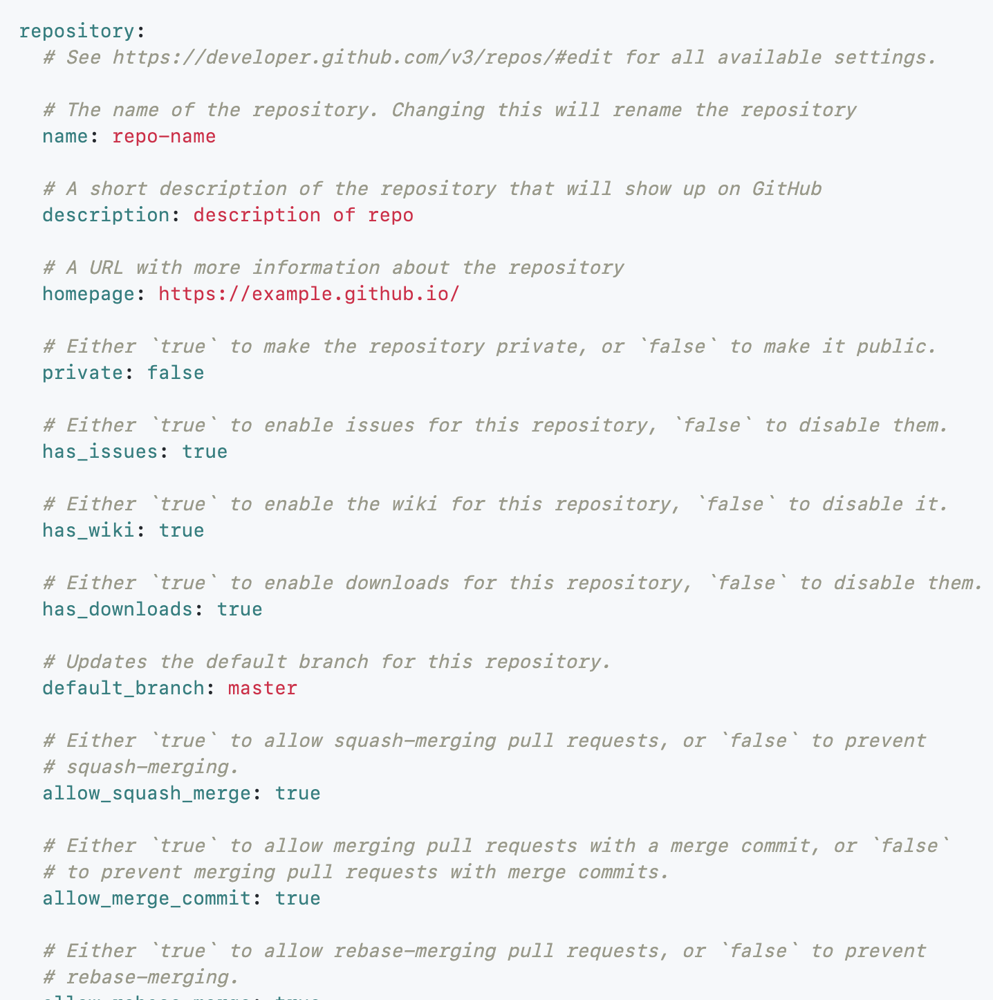 repository:
  # See https://developer.github.com/v3/repos/#edit for all available settings.

  # The name of the repository. Changing this will rename the repository
  name: repo-name

  # A short description of the repository that will show up on GitHub
  description: description of repo

  # A URL with more information about the repository
  homepage: https://example.github.io/

  # Either `true` to make the repository private, or `false` to make it public.
  private: false

  # Either `true` to enable issues for this repository, `false` to disable them.
  has_issues: true

  # Either `true` to enable the wiki for this repository, `false` to disable it.
  has_wiki: true

  # Either `true` to enable downloads for this repository, `false` to disable them.
  has_downloads: true

  # Updates the default branch for this repository.
  default_branch: master

  # Either `true` to allow squash-merging pull requests, or `false` to prevent
  # squash-merging.
  allow_squash_merge: true

  # Either `true` to allow merging pull requests with a merge commit, or `false`
  # to prevent merging pull requests with merge commits.
  allow_merge_commit: true

  # Either `true` to allow rebase-merging pull requests, or `false` to prevent
  # rebase-merging.